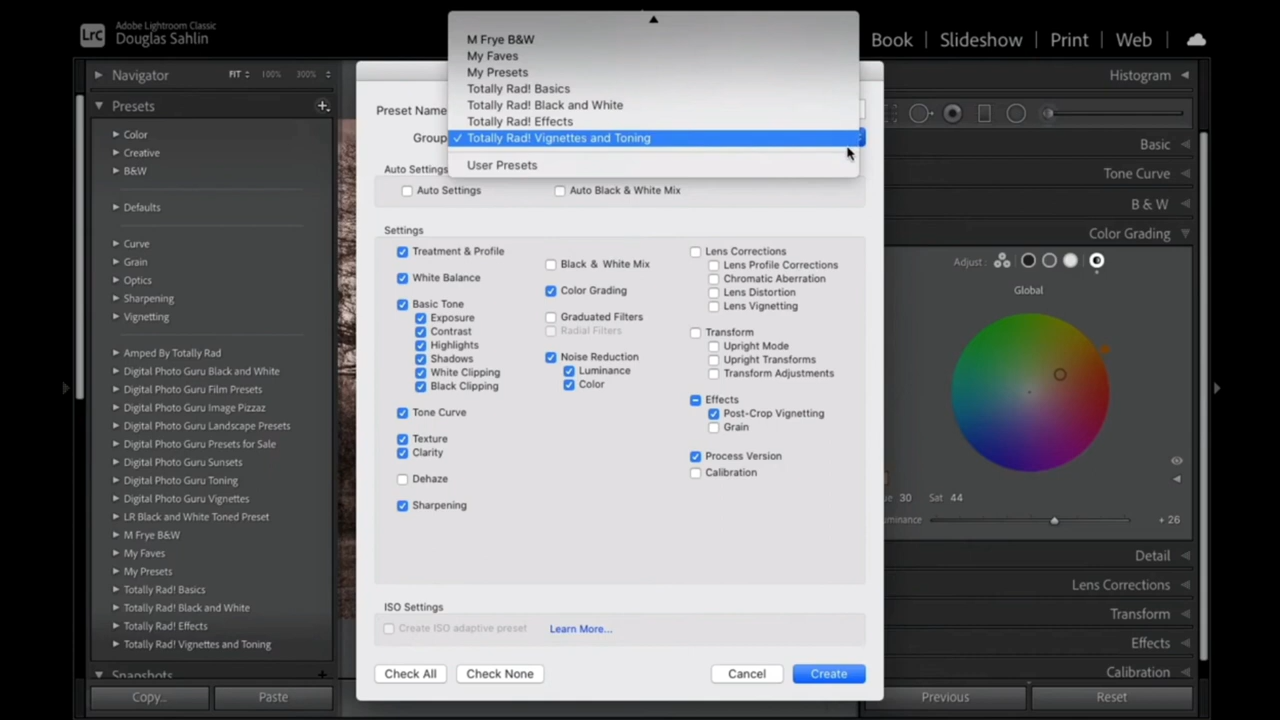 LrC
Adobe Lightroom Classic
Douglas Sahlin
Book | Slideshow | Print | Web
Navigator FIT 100% 300%
Presets
Color
Creative
B&W
Defaults
Curve
Grain
Optics
Sharpening
Vignetting
Amped By Totally Rad
Digital Photo Guru Black and White
Digital Photo Guru Film Presets
Digital Photo Guru Image Pizzaz
Digital Photo Guru Landscape Presets
Digital Photo Guru Presets for Sale
Digital Photo Guru Sunsets
Digital Photo Guru Toning
Digital Photo Guru Vignettes
LR Black and White Toned Preset
M Frye B&W
My Faves
My Presets
Totally Rad! Basics
Totally Rad! Black and White
Totally Rad! Effects
Totally Rad! Vignettes and Toning
Snapshots
Copy...
Paste
M Frye B&W
My Faves
My Presets
Totally Rad! Basics
Totally Rad! Black and White
Totally Rad! Effects
Totally Rad! Vignettes and Toning
User Presets
Preset Name
Group
Auto Settings
Auto Settings
Auto Black & White Mix
Settings
Treatment & Profile
White Balance
Basic Tone
Exposure
Contrast
Highlights
Shadows
White Clipping
Black Clipping
Tone Curve
Texture
Clarity
Dehaze
Sharpening
Black & White Mix
Color Grading
Graduated Filters
Radial Filters
Noise Reduction
Luminance
Color
Lens Corrections
Lens Profile Corrections
Chromatic Aberration
Lens Distortion
Lens Vignetting
Transform
Upright Mode
Upright Transforms
Transform Adjustments
Effects
Post-Crop Vignetting
Grain
Process Version
Calibration
ISO Settings
Create ISO adaptive preset
Learn More...
Check All
Check None
Cancel
Create
Histogram
Basic
Tone Curve
B & W
Color Grading
Adjust :
Global
30 Sat 44
+ 26
Detail
Lens Corrections
Transform
Effects
Calibration
Previous
Reset